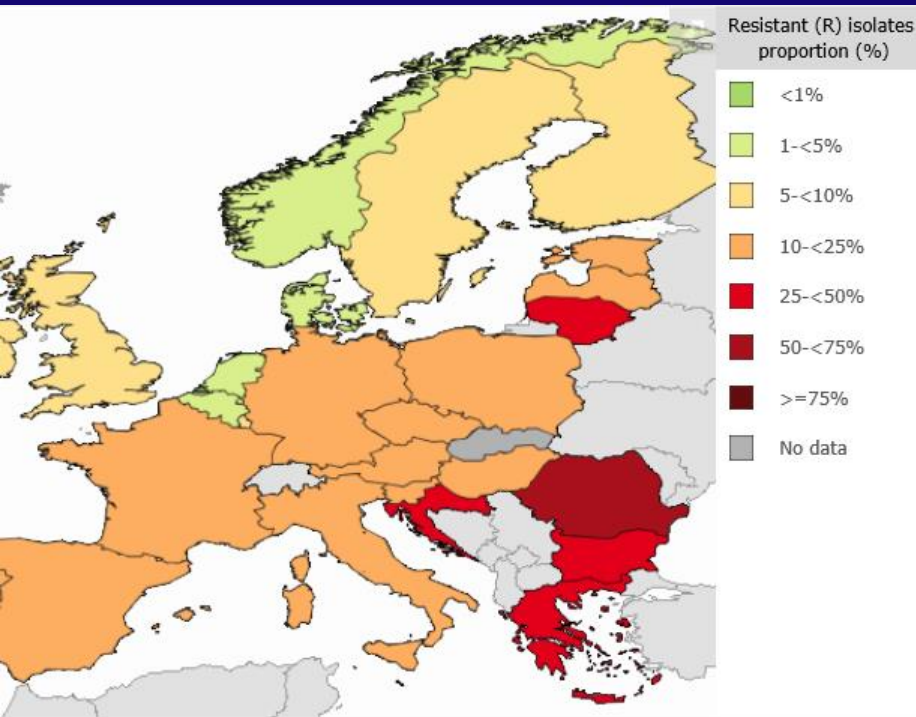 Resistant (R) isolates
proportion (%)
<1%
1-<5%
5-<10%
10-<25%
25-<50%
50-<75%
>=75%
No data